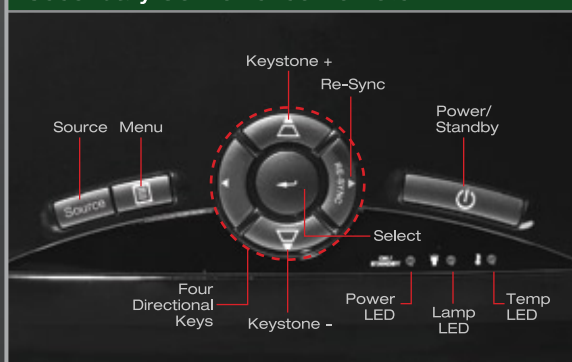 Keystone +
Re-Sync
Source Menu
Power/
Standby
Source
RE-SYNC
Select
ON /
STANDBY
Four
Directional
Keys
Keystone -
Power
LED
Lamp
LED
Temp
LED